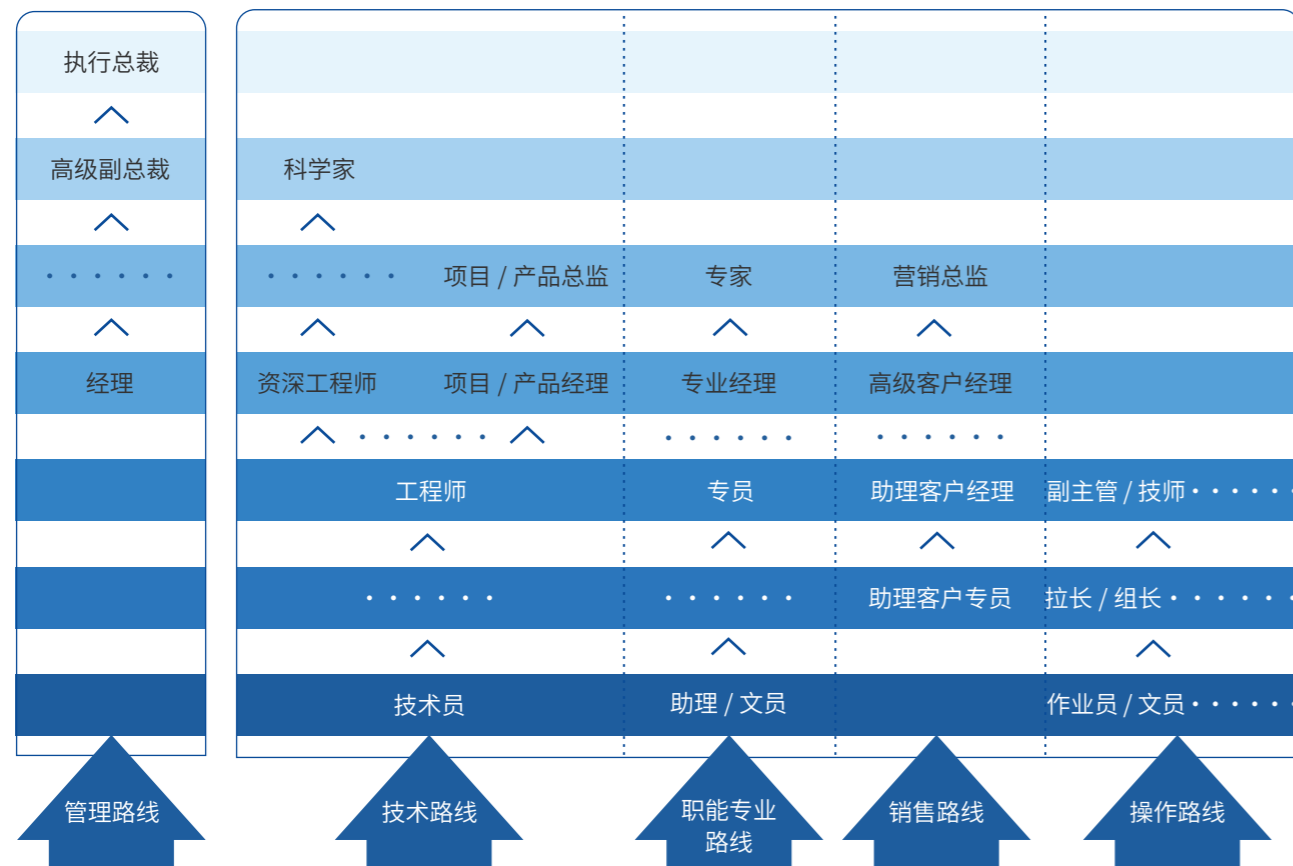 执行总裁
高级副总裁 科学家
· · · · · · · · · · · · 项目 / 产品总监 专家 营销总监
经理 资深工程师 项目 / 产品经理 专业经理 高级客户经理
· · · · · · · · · · · · · · · · · ·
工程师 专员 助理客户经理 副主管 / 技师 · · · · · ·
· · · · · · · · · · · · 助理客户专员 拉长 / 组长 · · · · · ·
技术员 助理 / 文员 作业员 / 文员 · · · · · ·
管理路线 技术路线 职能专业 销售路线 操作路线
路线